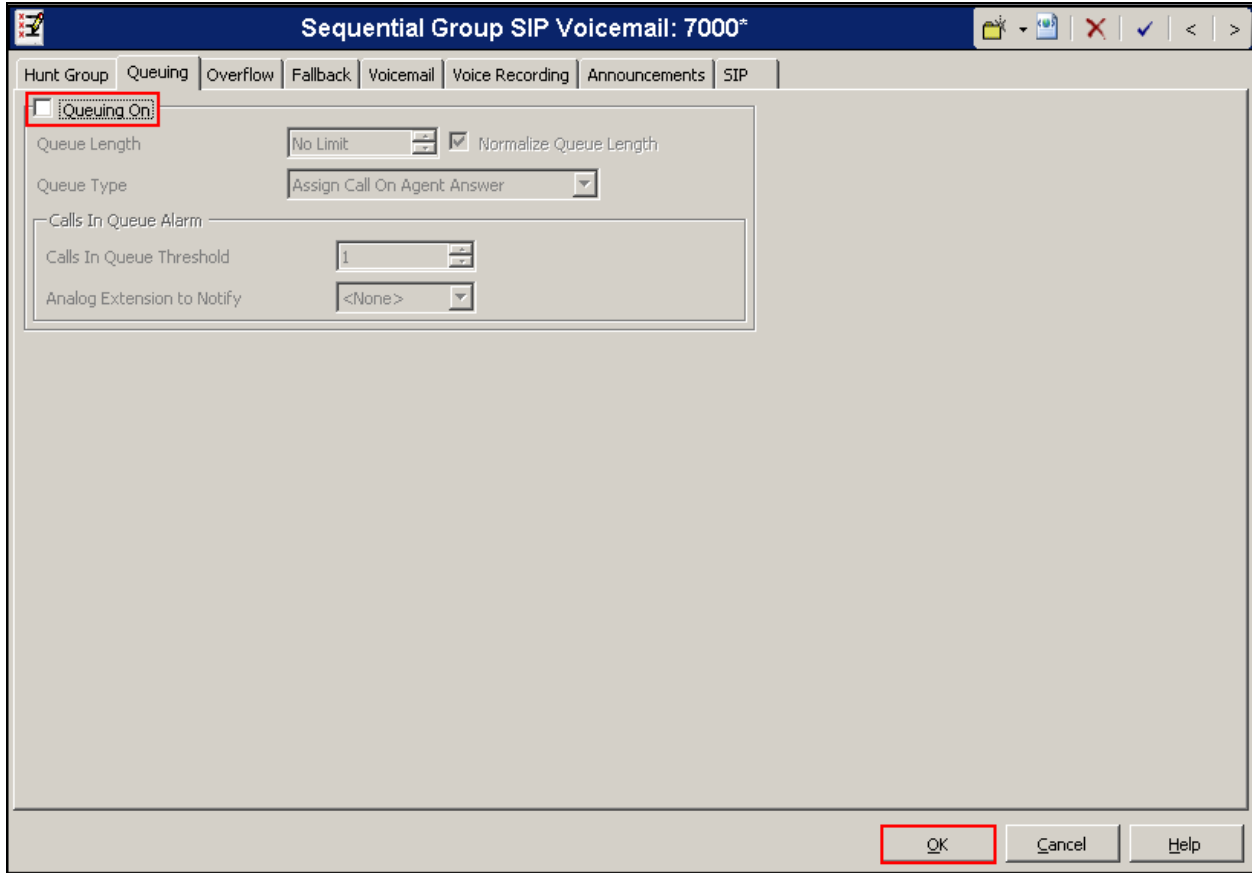 Sequential Group SIP Voicemail: 7000*
Hunt Group Queuing Overflow Fallback Voicemail Voice Recording Announcements SIP
Queuing On
Queue Length No Limit Normalize Queue Length
Queue Type Assign Call On Agent Answer
Calls In Queue Alarm
Calls In Queue Threshold 1
Analog Extension to Notify <None>
OK Cancel Help